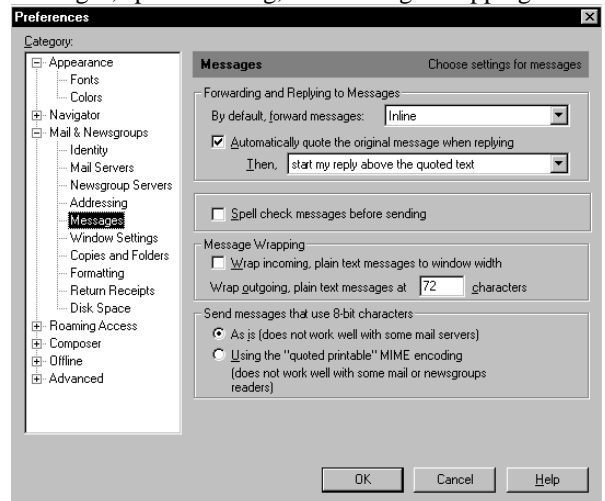 Preferences
Category:
Appearance
Fonts
Colors
Navigator
Mail & Newsgroups
Identity
Mail Servers
Newsgroup Servers
Addressing
Messages
Window Settings
Copies and Folders
Formatting
Return Receipts
Disk Space
Roaming Access
Composer
Offline
Advanced
Messages Choose settings for messages
Forwarding and Replying to Messages
By default, forward messages: Inline
Automatically quote the original message when replying
Then, start my reply above the quoted text
Spell check messages before sending
Message Wrapping
Wrap incoming, plain text messages to window width
Wrap outgoing, plain text messages at 72 characters
Send messages that use 8-bit characters
As is (does not work well with some mail servers)
Using the "quoted printable" MIME encoding
(does not work well with some mail or newsgroups
readers)
OK Cancel Help